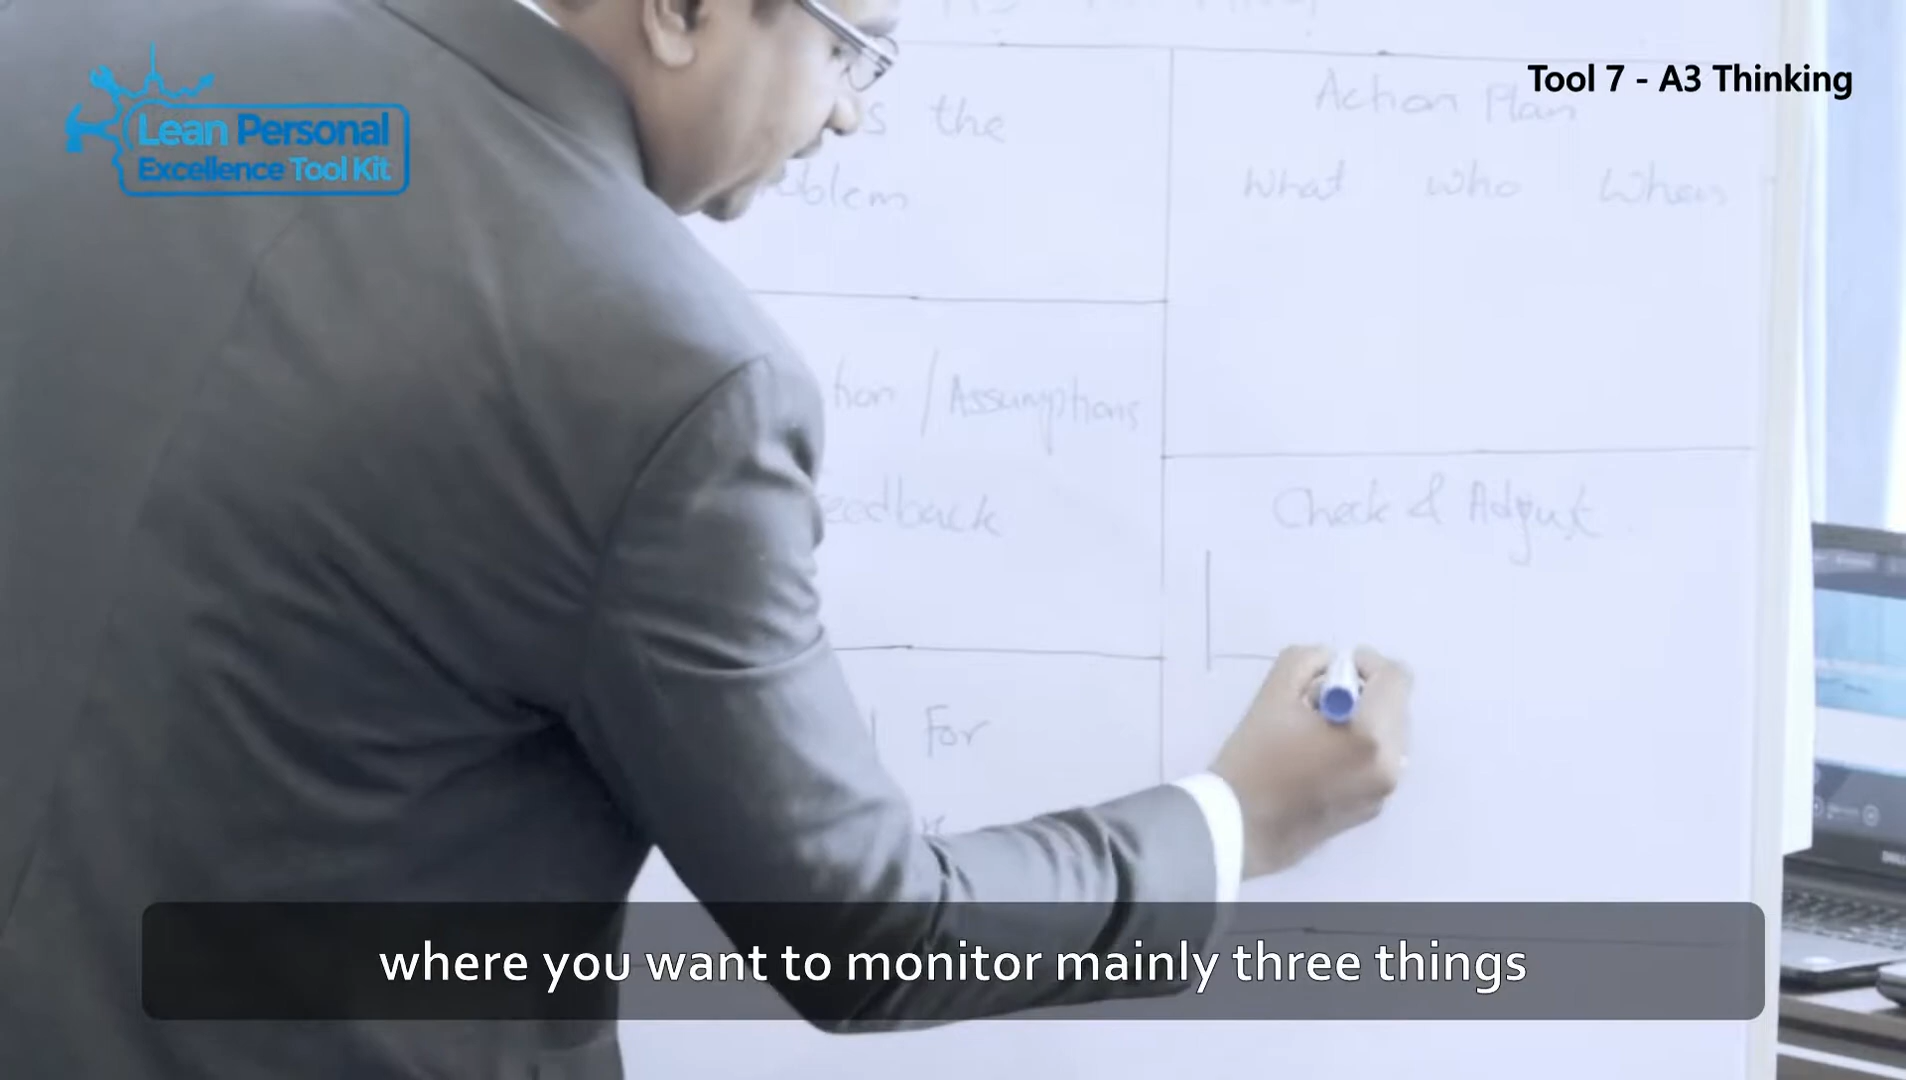 Lean Personal
Excellence Tool Kit
Tool 7 - A3 Thinking
the
Action Plan
What who When
/Assumptions
Check & Adjust
For
where you want to monitor mainly three things